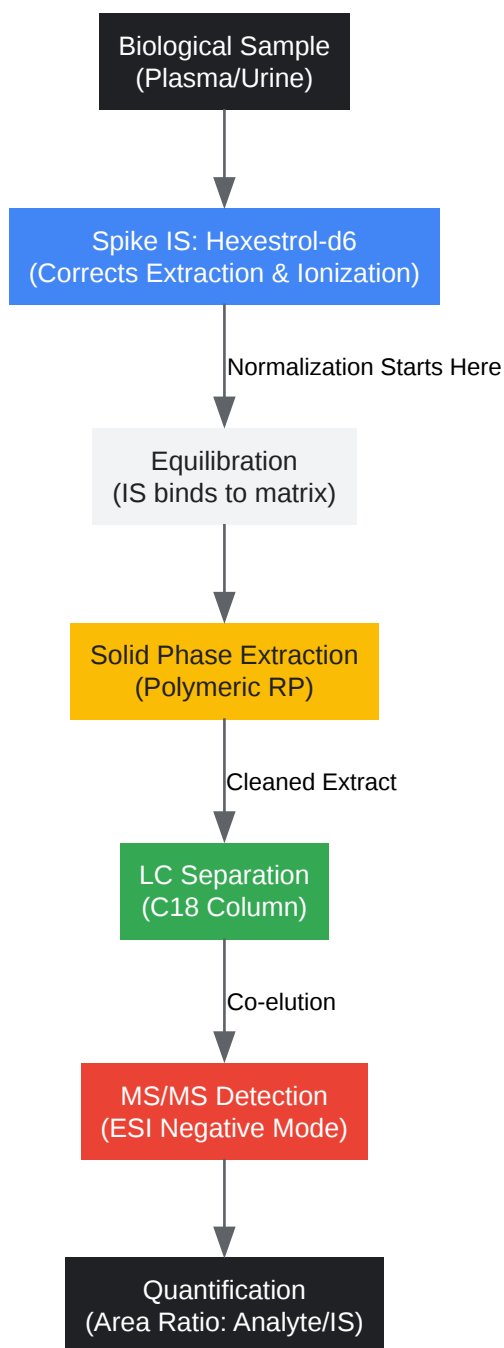 Biological Sample
(Plasma/Urine)
Spike IS: Hexestrol-d6
(Corrects Extraction & Ionization)
Normalization Starts Here
Equilibration
(IS binds to matrix)
Solid Phase Extraction
(Polymeric RP)
Cleaned Extract
LC Separation
(C18 Column)
Co-elution
MS/MS Detection
(ESI Negative Mode)
Quantification
(Area Ratio: Analyte/IS)